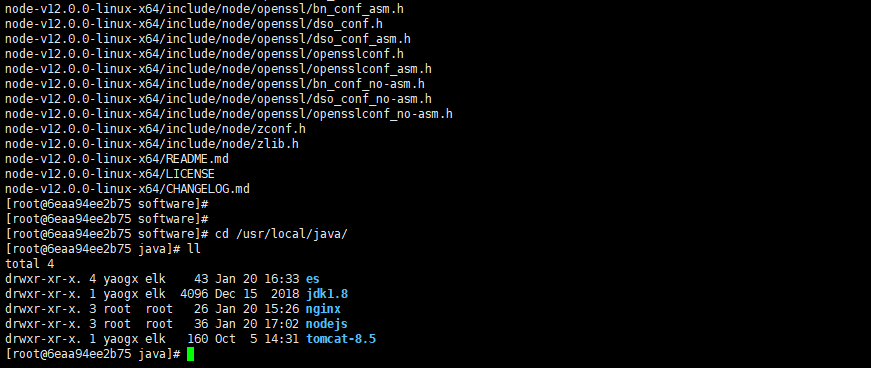 node-v12.0.0-linux-x64/include/node/openssl/bn_conf_asm.h
node-v12.0.0-linux-x64/include/node/openssl/dso_conf.h
node-v12.0.0-linux-x64/include/node/openssl/dso_conf_asm.h
node-v12.0.0-linux-x64/include/node/openssl/opensslconf.h
node-v12.0.0-linux-x64/include/node/openssl/opensslconf_asm.h
node-v12.0.0-linux-x64/include/node/openssl/bn_conf_no-asm.h
node-v12.0.0-linux-x64/include/node/openssl/dso_conf_no-asm.h
node-v12.0.0-linux-x64/include/node/openssl/opensslconf_no-asm.h
node-v12.0.0-linux-x64/include/node/zconf.h
node-v12.0.0-linux-x64/include/node/zlib.h
node-v12.0.0-linux-x64/README.md
node-v12.0.0-linux-x64/LICENSE
node-v12.0.0-linux-x64/CHANGELOG.md
[root@6eaa94ee2b75 software]#
[root@6eaa94ee2b75 software]#
[root@6eaa94ee2b75 software]# cd /usr/local/java/
[root@6eaa94ee2b75 java]# ll
total 4
drwxr-xr-x. 4 yaogx elk    43 Jan 20 16:33 es
drwxr-xr-x. 1 yaogx elk  4096 Dec 15  2018 jdk1.8
drwxr-xr-x. 3 root  root   26 Jan 20 15:26 nginx
drwxr-xr-x. 3 root  root   36 Jan 20 17:02 nodejs
drwxr-xr-x. 1 yaogx elk   160 Oct  5 14:31 tomcat-8.5
[root@6eaa94ee2b75 java]#